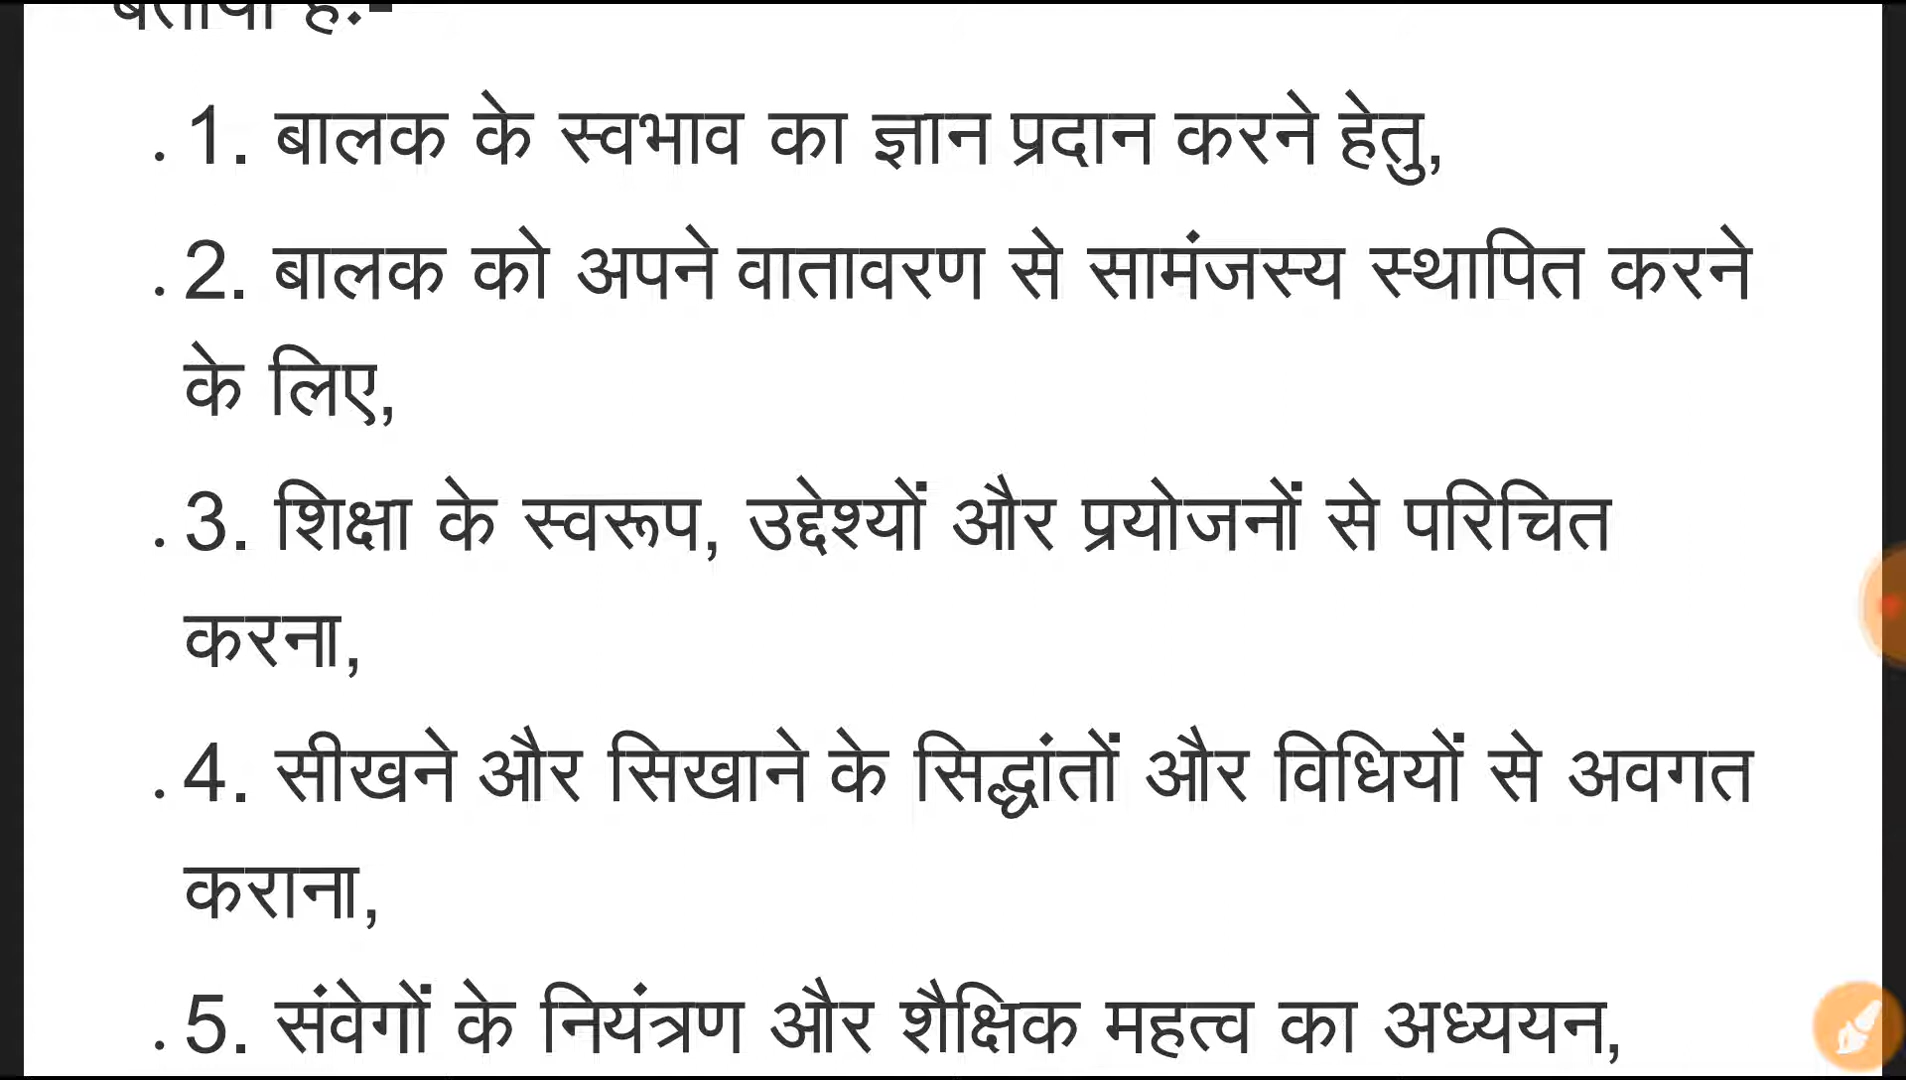 बताया है:-
. 1. बालक के स्वभाव का ज्ञान प्रदान करने हेतु,
. 2. बालक को अपने वातावरण से सामंजस्य स्थापित करने
के लिए,
. 3. शिक्षा के स्वरूप, उद्देश्यों और प्रयोजनों से परिचित
करना,
. 4. सीखने और सिखाने के सिद्धांतों और विधियों से अवगत
कराना,
. 5. संवेगों के नियंत्रण और शैक्षिक महत्व का अध्ययन,